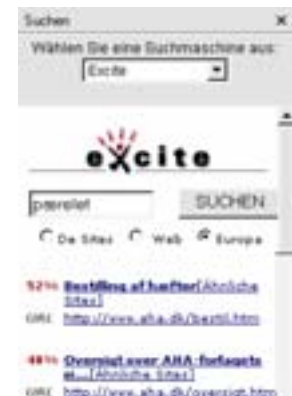 Suchen
Wählen Sie eine Suchmaschine aus:
Excite
excite
pærelet
SUCHEN
De Sites Web Europa
52% Bestilling af hæfter [Ähnliche
Sites]
URL: http://www.aha.dk/bestil.htm
48% Oversigt over AHA-forlagets
ei... [Ähnliche Sites]
URL: http://www.aha.dk/oversigt.htm